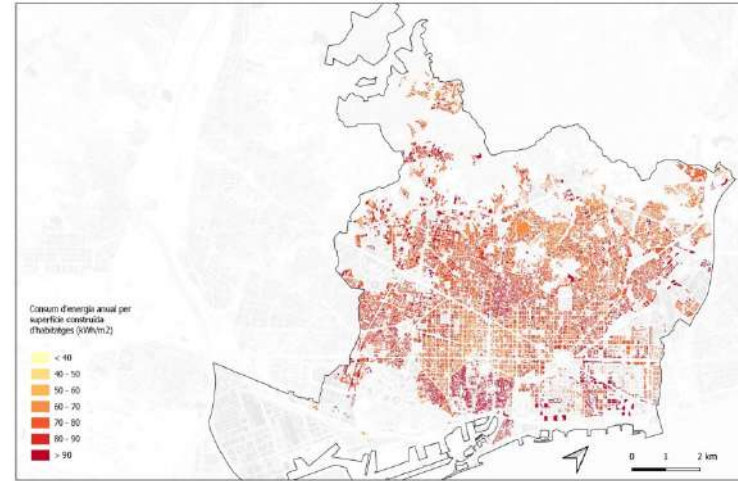 Consum d'energia anual per
superfície construïda
d'habitatges (kWh/m2)
< 40
40 - 50
50 - 60
60 - 70
70 - 80
80 - 90
> 90
0 1 2 km